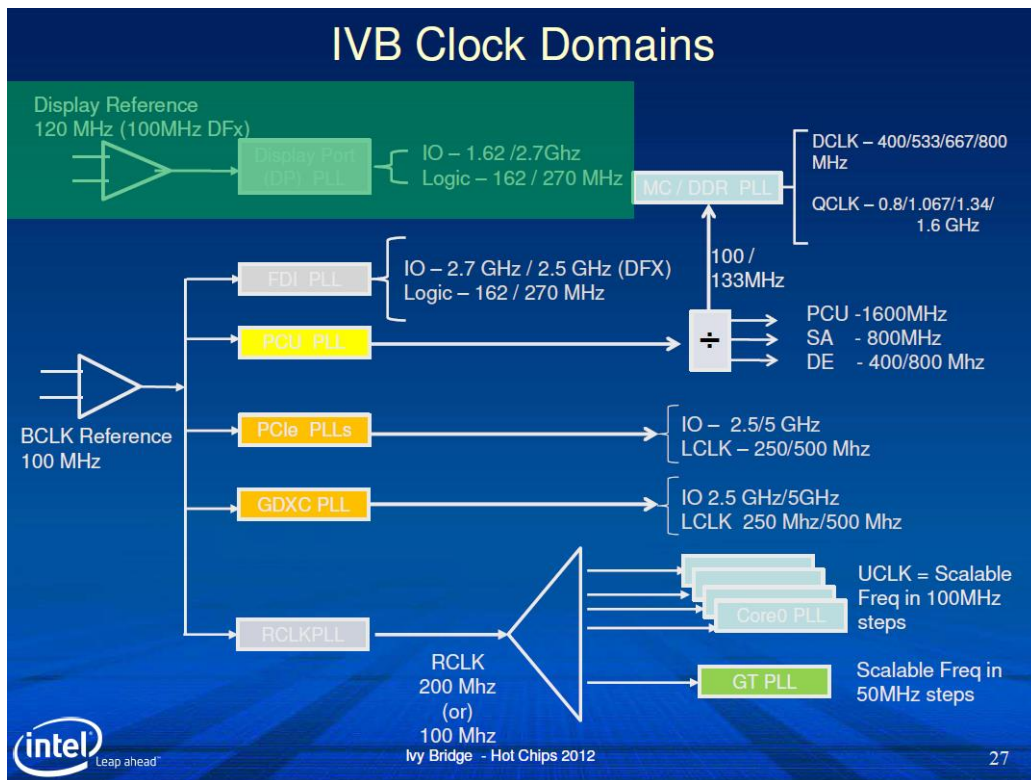 IVB Clock Domains
Display Reference
120 MHz (100MHz DFx)
Display Port
(DP) PLL
IO – 1.62 /2.7Ghz
Logic – 162 / 270 MHz
MC / DDR PLL
DCLK – 400/533/667/800
MHz
QCLK – 0.8/1.067/1.34/
1.6 GHz
100 /
133MHz
FDI PLL
IO – 2.7 GHz / 2.5 GHz (DFX)
Logic – 162 / 270 MHz
PCU PLL
÷
PCU -1600MHz
SA - 800MHz
DE - 400/800 Mhz
BCLK Reference
100 MHz
PCIe PLLs
IO – 2.5/5 GHz
LCLK – 250/500 Mhz
GDXC PLL
IO 2.5 GHz/5GHz
LCLK 250 Mhz/500 Mhz
RCLKPLL
RCLK
200 Mhz
(or)
100 Mhz
Core0 PLL
UCLK = Scalable
Freq in 100MHz
steps
GT PLL
Scalable Freq in
50MHz steps
intel
Leap ahead™
Ivy Bridge - Hot Chips 2012
27